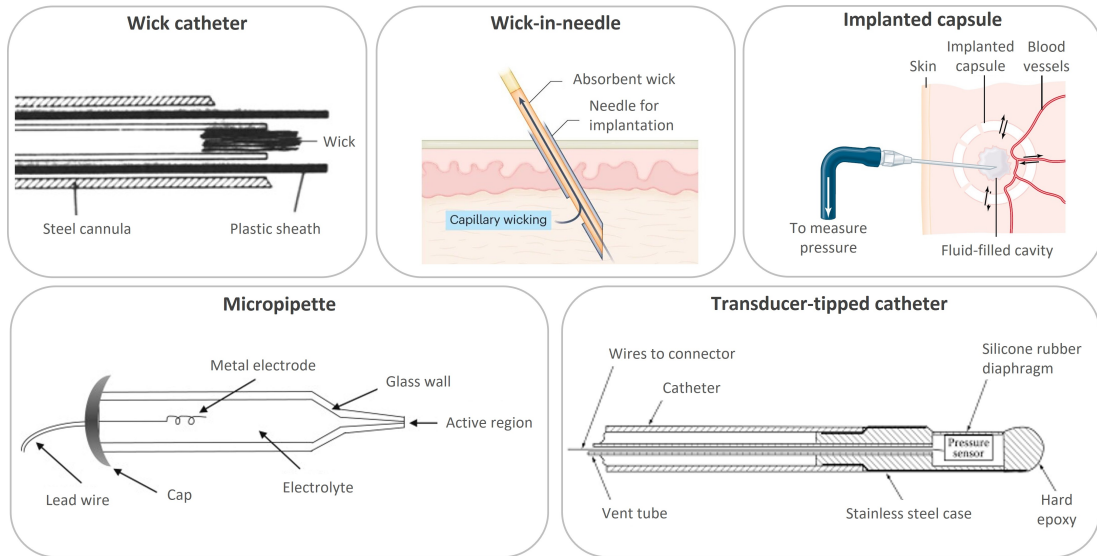 Wick catheter
Wick
Steel cannula
Plastic sheath
Wick-in-needle
Absorbent wick
Needle for
implantation
Capillary wicking
Implanted capsule
Skin
Implanted
capsule
Blood
vessels
To measure
pressure
Fluid-filled cavity
Micropipette
Metal electrode
Glass wall
Active region
Electrolyte
Cap
Lead wire
Transducer-tipped catheter
Wires to connector
Catheter
Silicone rubber
diaphragm
Pressure
sensor
Vent tube
Stainless steel case
Hard
epoxy